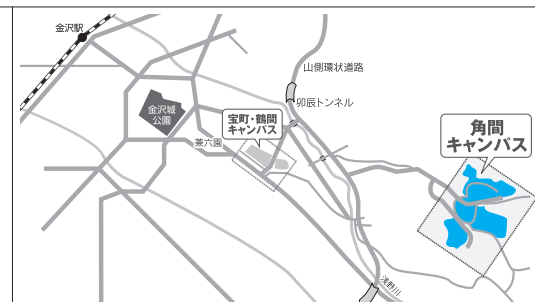 金沢駅
山側環状道路
卯辰トンネル
金沢城
公園
宝町・鶴間
キャンパス
兼六園
角間
キャンパス
浅野川